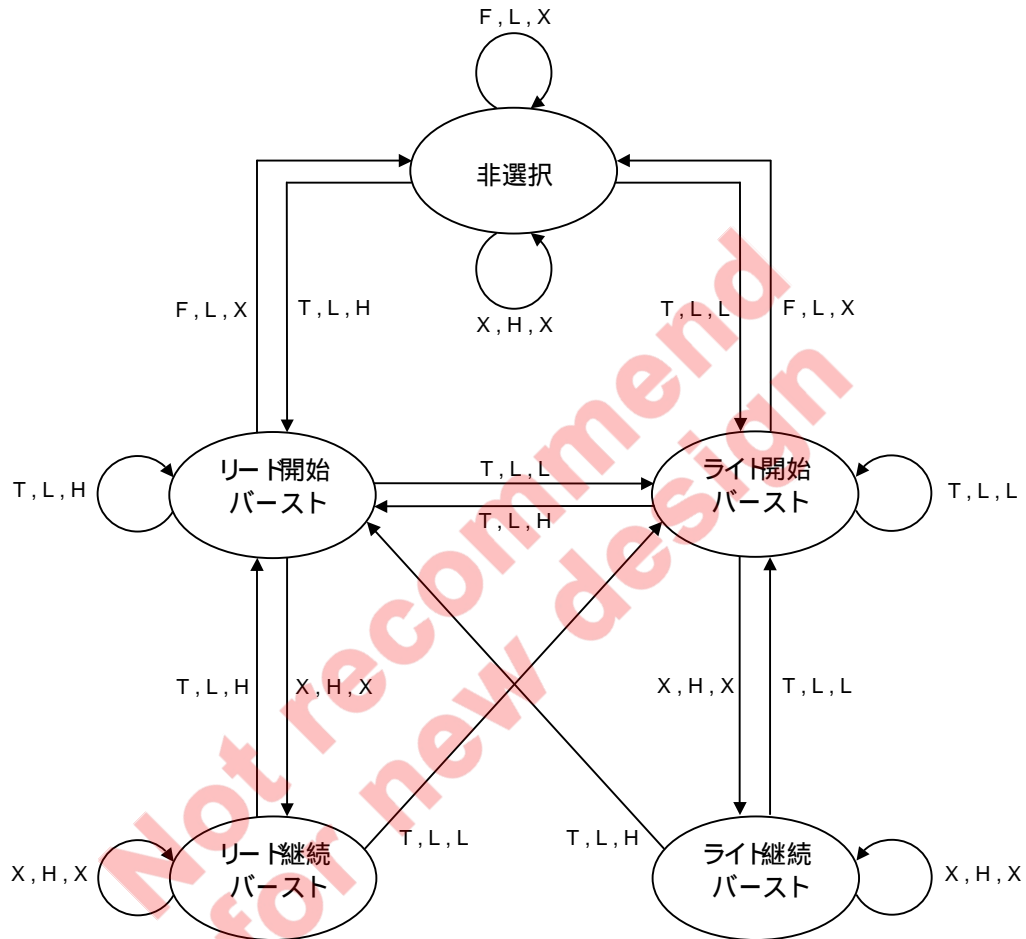 F , L , X
非選択
X , H , X
F , L , X
T , L , H
T , L , L
F , L , X
T , L , H
リード開始
バースト
T , L , L
T , L , H
ライト開始
バースト
T , L , L
T , L , H
X , H , X
X , H , X
T , L , L
X , H , X
リード継続
バースト
T , L , L
T , L , H
ライト継続
バースト
X , H , X
Not recommend
for new design